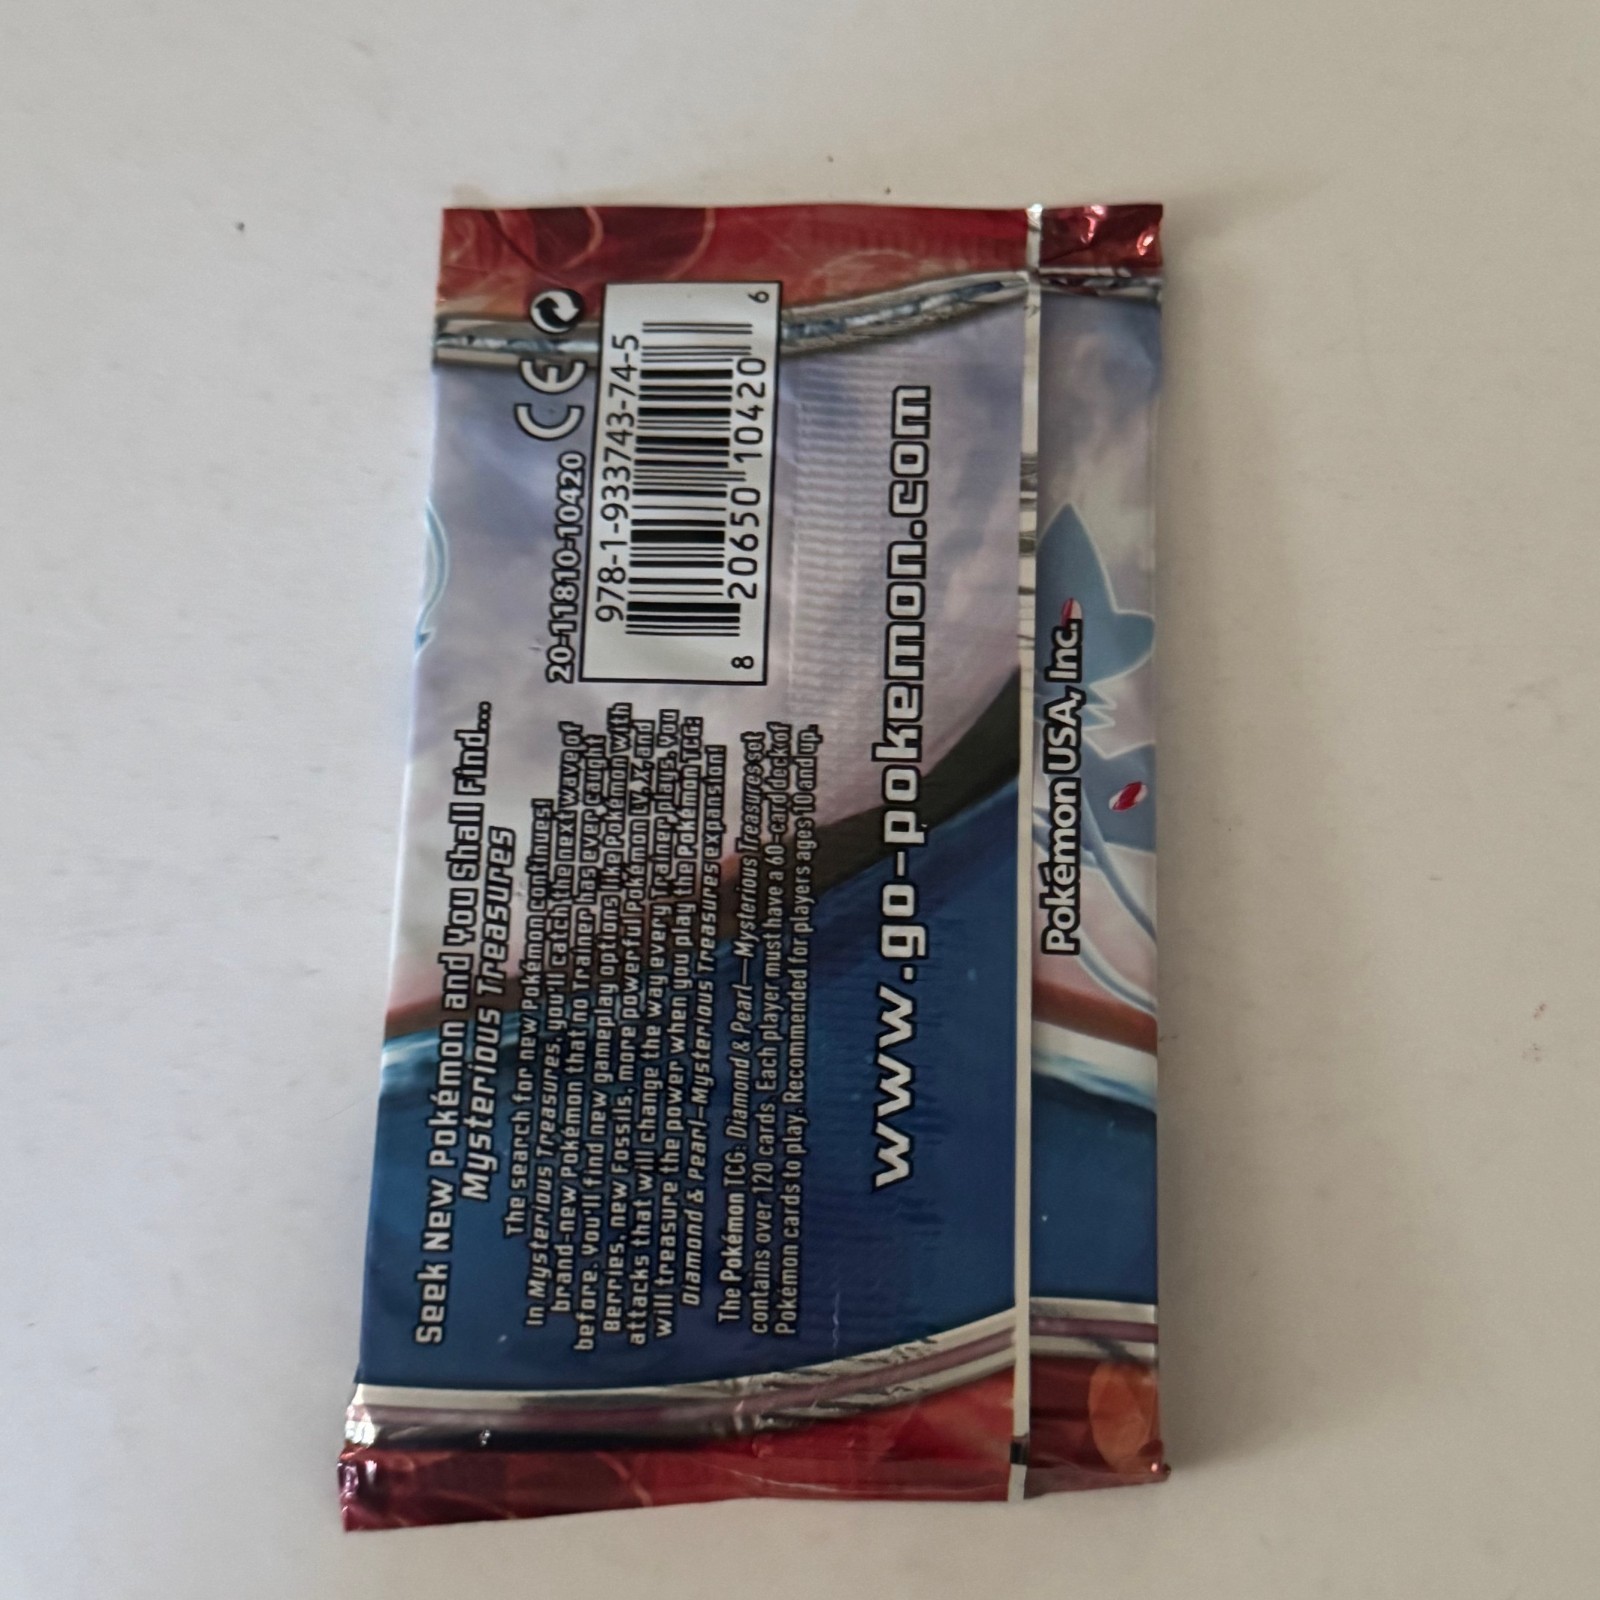 Seek New Pokémon and You Shall Find...
Mysterious Treasures
The search for new Pokémon continues!
In Mysterious Treasures, you'll catch the next wave of
brand-new Pokémon that no Trainer has ever caught
before. You'll find new gameplay options like Pokémon with
Berries, new Fossils, more powerful Pokémon LV.X, and
attacks that will change the way every Trainer plays. You
will treasure the power when you play the Pokémon TCG:
Diamond & Pearl—Mysterious Treasures expansion!
The Pokémon TCG: Diamond & Pearl—Mysterious Treasures set
contains over 120 cards. Each player must have a 60-card deck of
Pokémon cards to play. Recommended for players ages 10 and up.
20-11810-10420 CE
978-1-933743-74-5
8 20650 10420 6
www.go-pokemon.com
Pokémon USA, Inc.